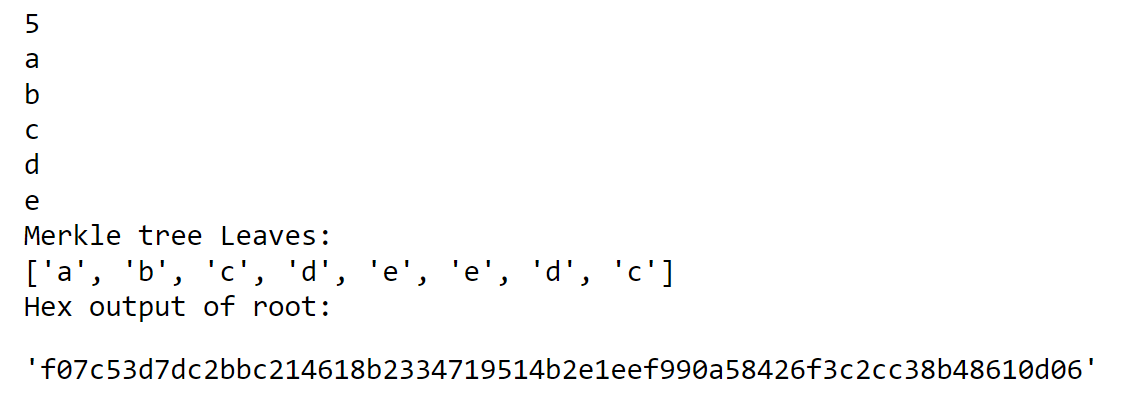 5
a
b
c
d
e
Merkle tree Leaves:
['a', 'b', 'c', 'd', 'e', 'e', 'd', 'c']
Hex output of root:
'f07c53d7dc2bbc214618b2334719514b2e1eef990a58426f3c2cc38b48610d06'